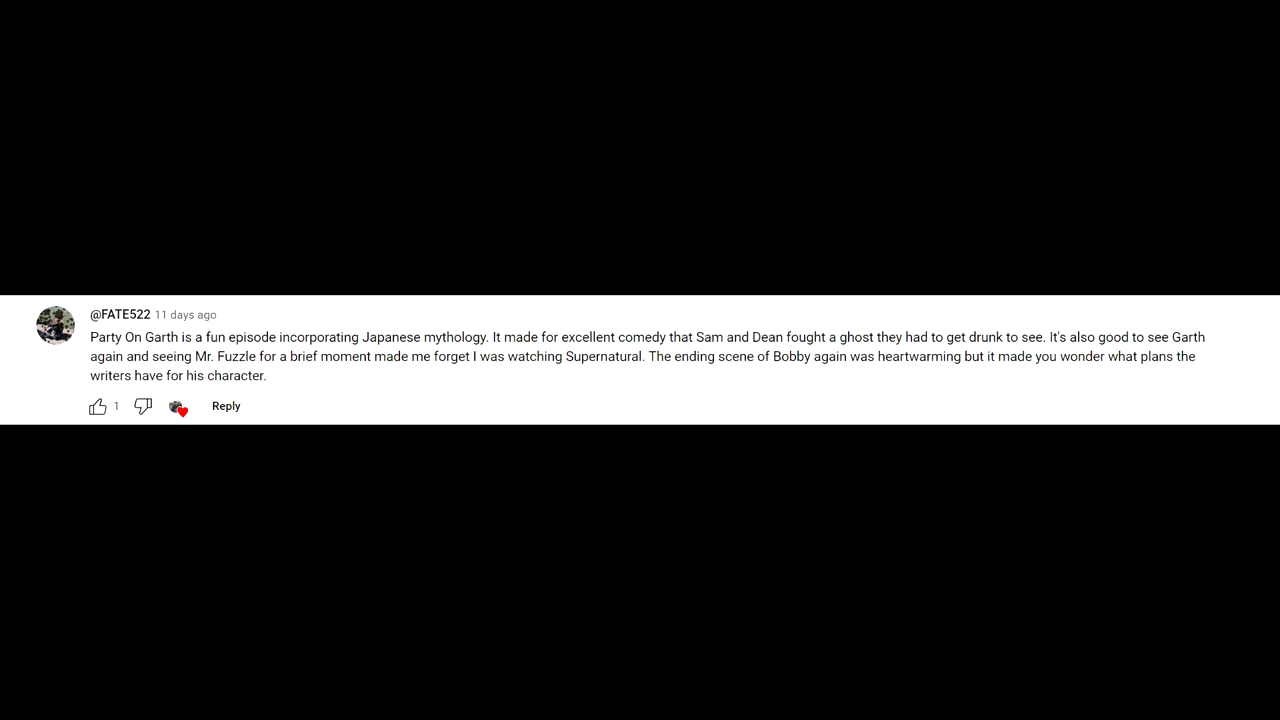 @FATE522 11 days ago
Party On Garth is a fun episode incorporating Japanese mythology. It made for excellent comedy that Sam and Dean fought a ghost they had to get drunk to see. It's also good to see Garth
again and seeing Mr. Fuzzle for a brief moment made me forget I was watching Supernatural. The ending scene of Bobby again was heartwarming but it made you wonder what plans the
writers have for his character.
1 Reply